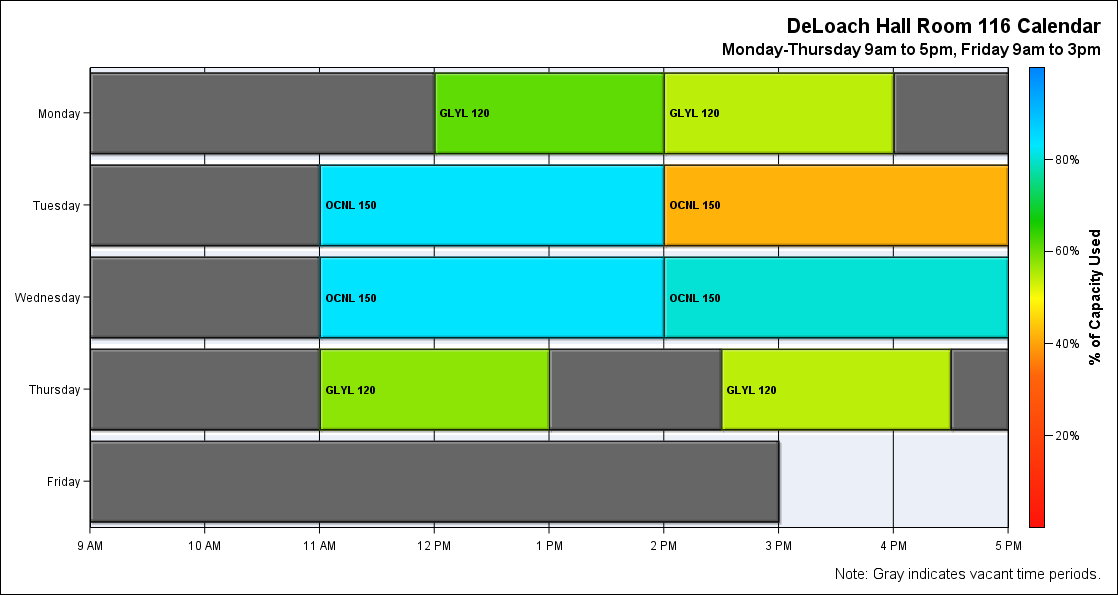 DeLoach Hall Room 116 Calendar
Monday-Thursday 9am to 5pm, Friday 9am to 3pm
Monday
GLYL 120
GLYL 120
Tuesday
OCNL 150
OCNL 150
Wednesday
OCNL 150
OCNL 150
Thursday
GLYL 120
GLYL 120
Friday
9 AM
10 AM
11 AM
12 PM
1 PM
2 PM
3 PM
4 PM
5 PM
80%
60%
40%
20%
% of Capacity Used
Note: Gray indicates vacant time periods.